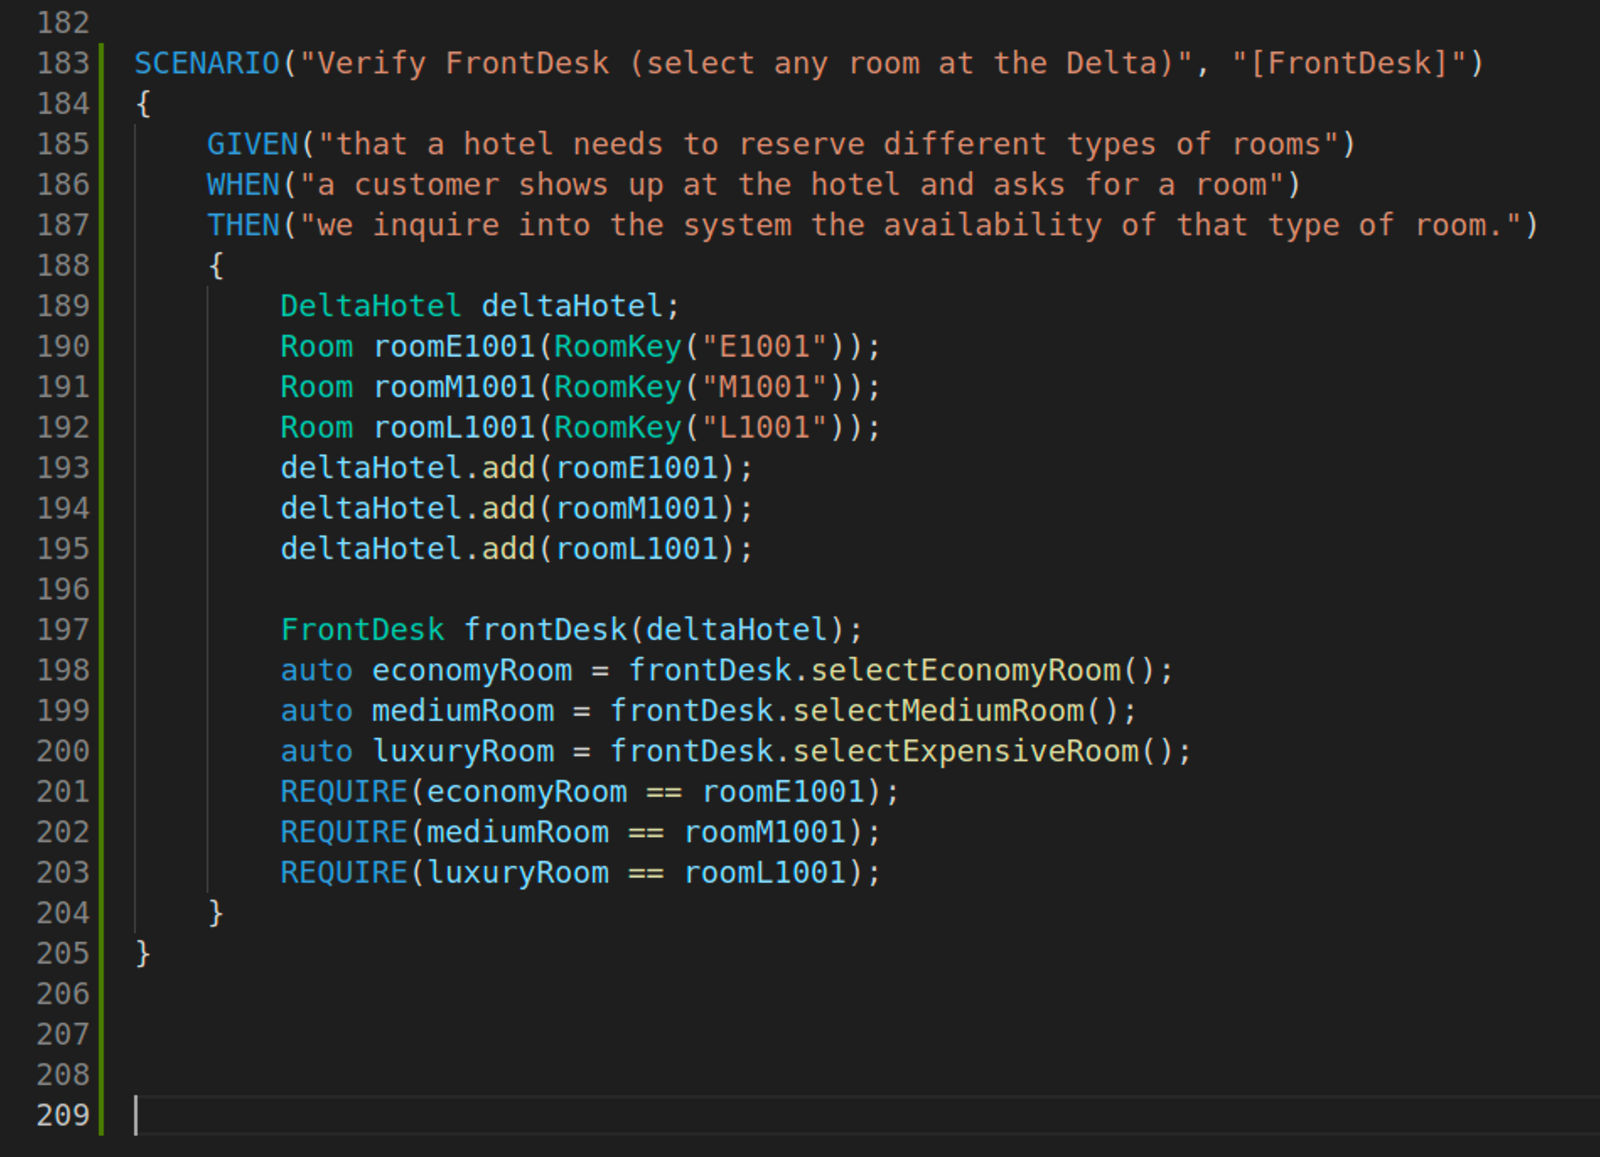 182
183 SCENARIO("Verify FrontDesk (select any room at the Delta)", "[FrontDesk]")
184 {
185     GIVEN("that a hotel needs to reserve different types of rooms")
186     WHEN("a customer shows up at the hotel and asks for a room")
187     THEN("we inquire into the system the availability of that type of room.")
188     {
189         DeltaHotel deltaHotel;
190         Room roomE1001(RoomKey("E1001"));
191         Room roomM1001(RoomKey("M1001"));
192         Room roomL1001(RoomKey("L1001"));
193         deltaHotel.add(roomE1001);
194         deltaHotel.add(roomM1001);
195         deltaHotel.add(roomL1001);
196
197         FrontDesk frontDesk(deltaHotel);
198         auto economyRoom = frontDesk.selectEconomyRoom();
199         auto mediumRoom = frontDesk.selectMediumRoom();
200         auto luxuryRoom = frontDesk.selectExpensiveRoom();
201         REQUIRE(economyRoom == roomE1001);
202         REQUIRE(mediumRoom == roomM1001);
203         REQUIRE(luxuryRoom == roomL1001);
204     }
205 }
206
207
208
209